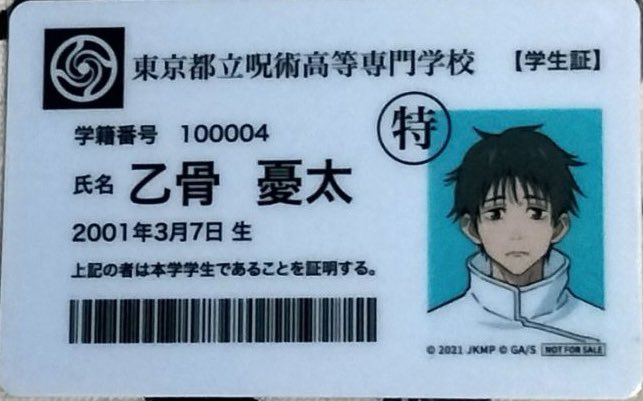 東京都立呪術高等専門学校 【学生証】
学籍番号 100004
特
氏名 乙骨 憂太
2001年3月7日 生
上記の者は本学学生であることを証明する。
© 2021 JKMP © GA/S NOT FOR SALE